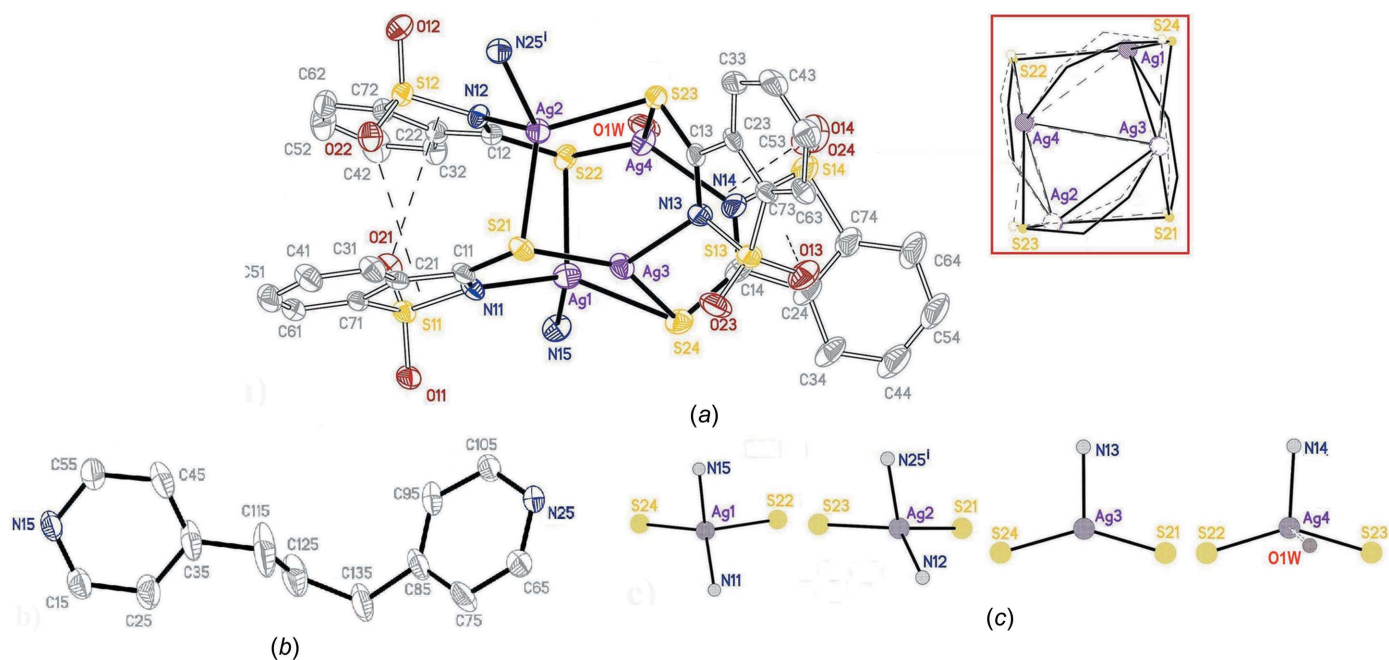 O12
N25i
C33
C43
S24
Ag1
C62
C72
S12
N12
Ag2
S23
S22
O1W
C13
C23
C53
O14
O24
Ag4
Ag3
C52
O22
C22
C12
S22
Ag4
N14
S14
C42
C32
N13
C73
C63
Ag2
S21
C74
S23
S21
O21
C31
C41
C11
S13
O13
C64
C51
C21
Ag3
C14
C61
C71
S11
N11
Ag1
O23
C24
C54
N15
S24
C34
C44
O11
(a)
C105
C55
C45
C95
N25
N15
C115
C125
C35
C135
C85
C65
C15
C25
C75
b)
(b)
N15
N25i
N13
N14
S24
Ag1
S22
S23
Ag2
S21
S24
Ag3
S21
S22
Ag4
S23
N11
N12
O1W
c)
(c)